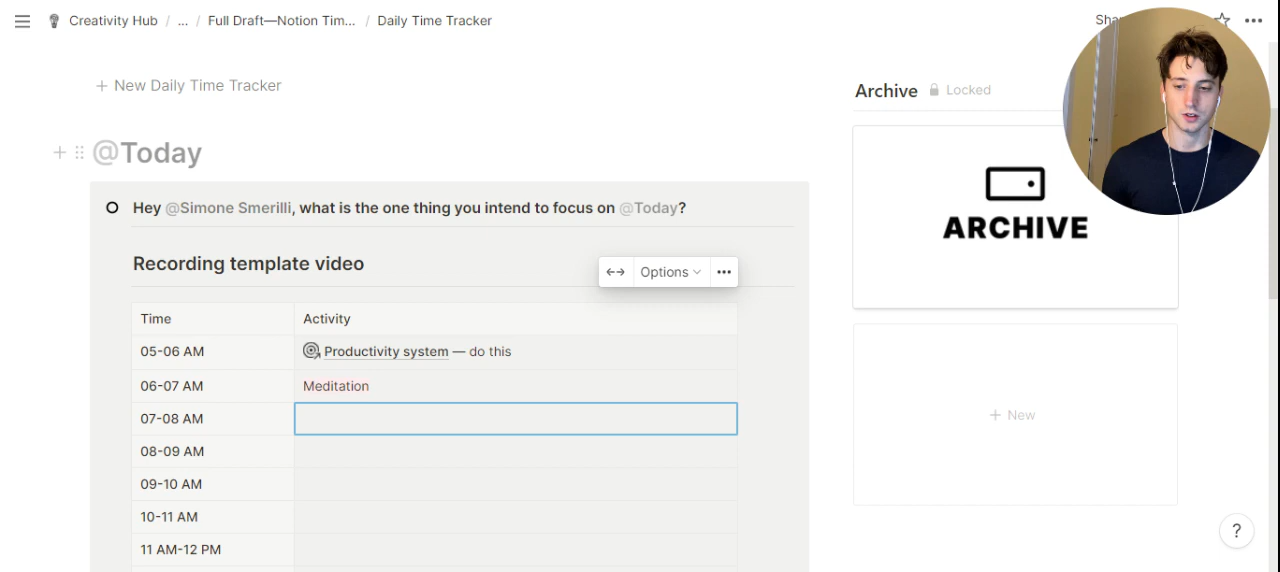 Creativity Hub / ... / Full Draft—Notion Tim... / Daily Time Tracker
+ New Daily Time Tracker
@Today
Hey @Simone Smerilli, what is the one thing you intend to focus on @Today?
Recording template video
Options
Time Activity
05-06 AM Productivity system — do this
06-07 AM Meditation
07-08 AM
08-09 AM
09-10 AM
10-11 AM
11 AM-12 PM
Archive Locked
ARCHIVE
+ New
?